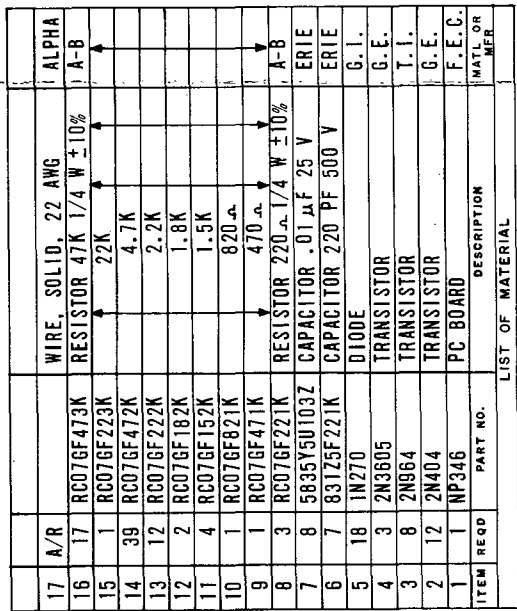 17 A/R WIRE, SOLID, 22 AWG ALPHA
16 17 RC07GF473K RESISTOR 47K 1/4 W ±10% A-B
15 1 RC07GF223K 22K
14 39 RC07GF472K 4.7K
13 12 RC07GF222K 2.2K
12 2 RC07GF182K 1.8K
11 4 RC07GF152K 1.5K
10 1 RC07GF821K 820 Ω
9 1 RC07GF471K 470 Ω
8 3 RC07GF221K RESISTOR 220 Ω 1/4 W ±10% A-B
7 8 5835Y5U103Z CAPACITOR .01 µF 25 V ERIE
6 7 831Z5F221K CAPACITOR 220 PF 500 V ERIE
5 18 1N270 DIODE G.I.
4 3 2N3605 TRANSISTOR G.E.
3 8 2N964 TRANSISTOR T.I.
2 12 2N404 TRANSISTOR G.E.
1 1 NP346 PC BOARD F.E.C.
ITEM REQD PART NO. DESCRIPTION MATL OR MFR
LIST OF MATERIAL